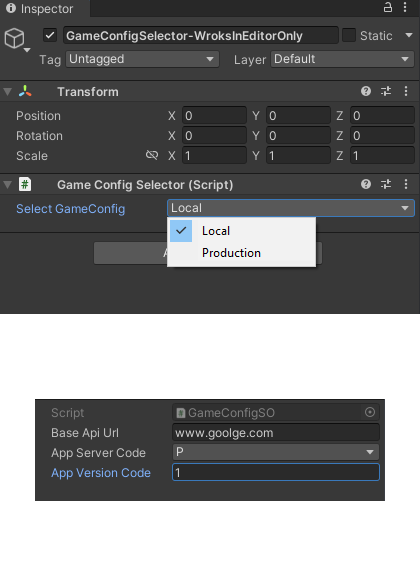 Inspector
GameConfigSelector-WroksInEditorOnly Static
Tag Untagged Layer Default
Transform
Position X 0 Y 0 Z 0
Rotation X 0 Y 0 Z 0
Scale X 1 Y 1 Z 1
# Game Config Selector (Script)
Select GameConfig Local
Local
Production
A
Script # GameConfigSO
Base Api Url www.goolge.com
App Server Code P
App Version Code 1